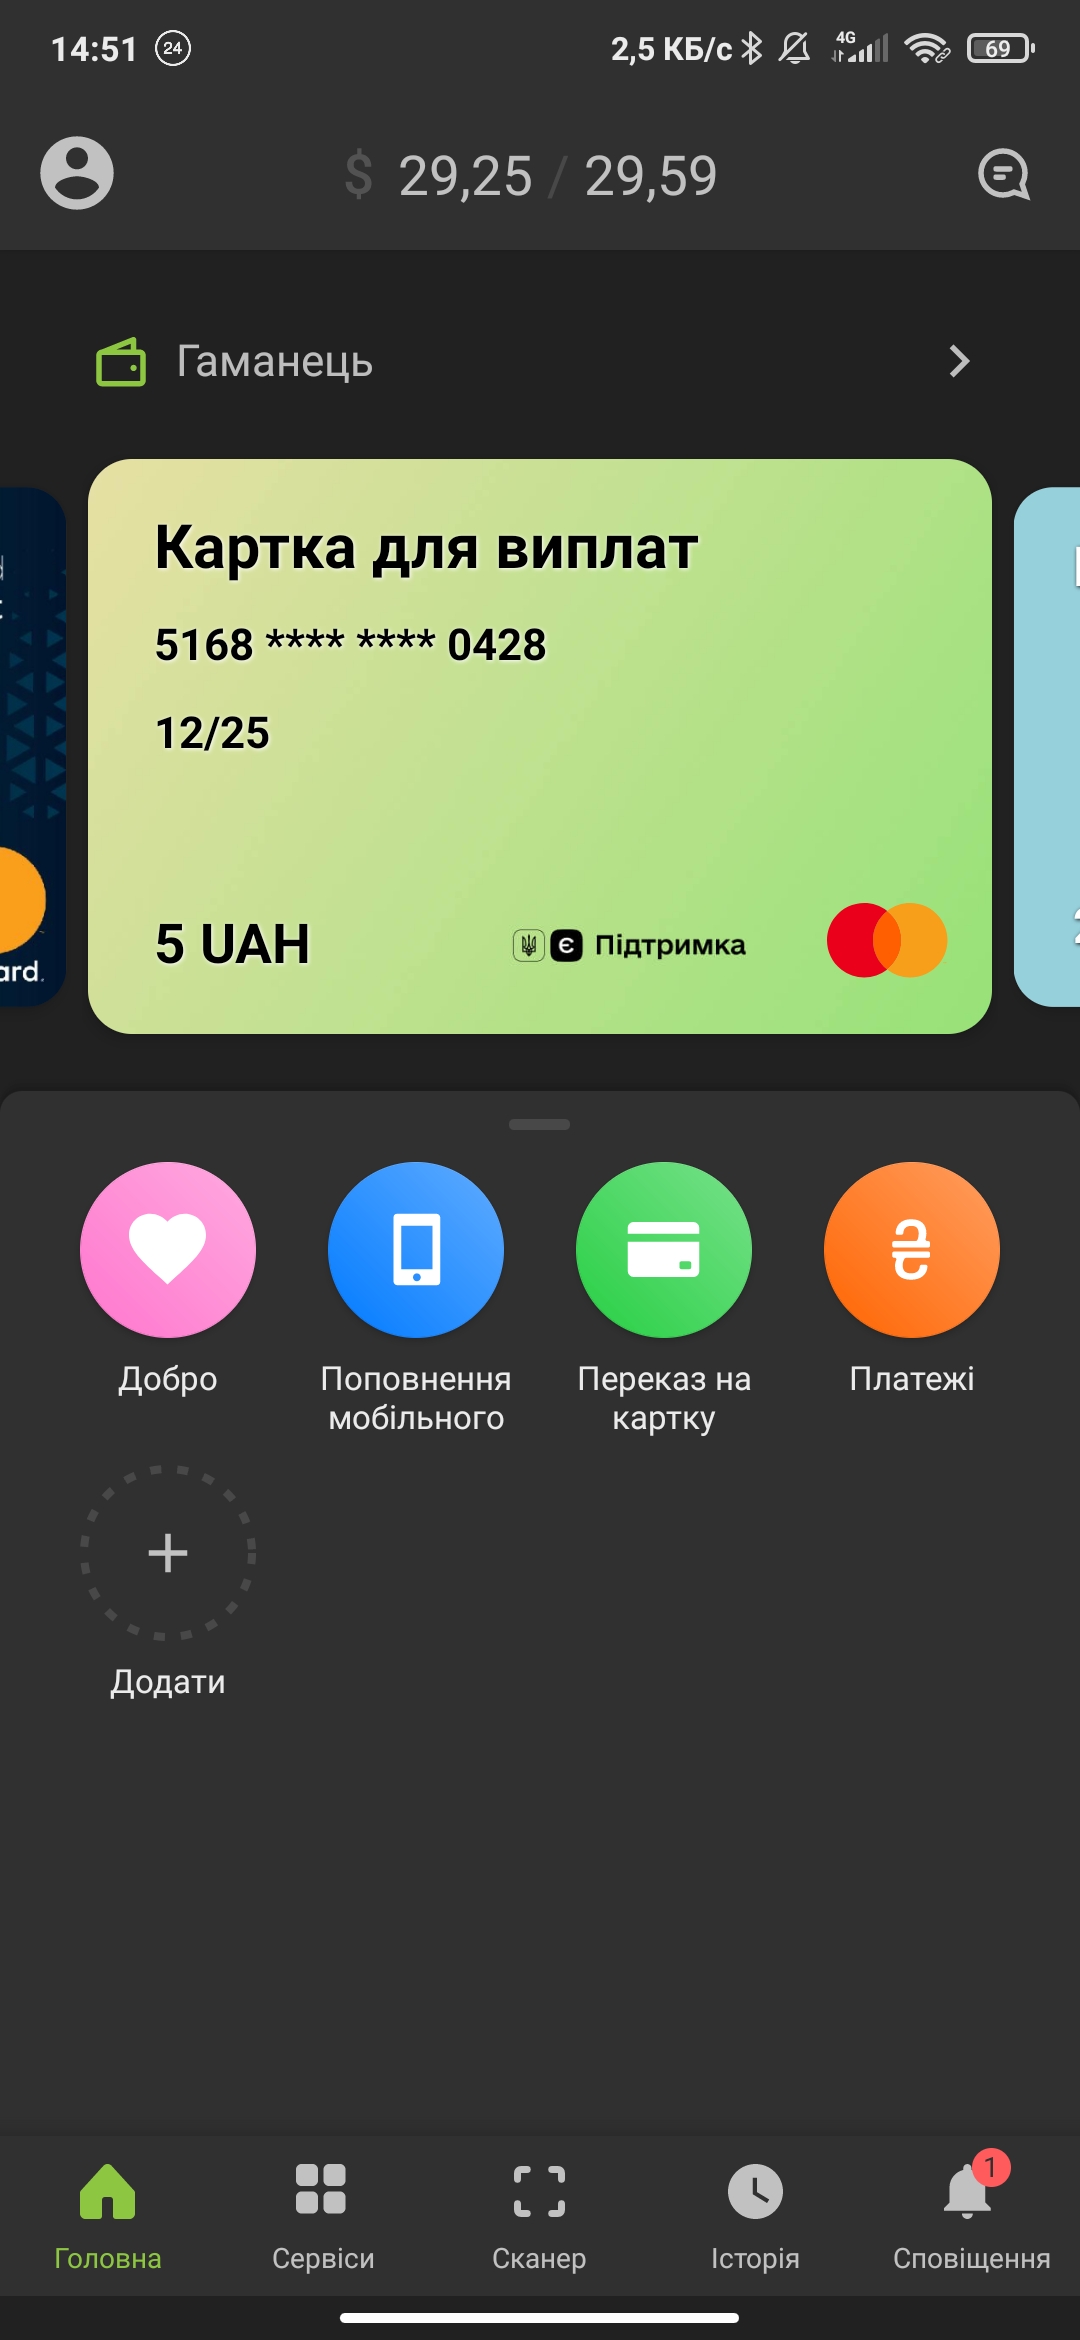 14:51 24 2,5 КБ/с 4G 69
$ 29,25 / 29,59
Гаманець
Картка для виплат
5168 **** **** 0428
12/25
5 UAH
є Підтримка
ard.
Добро
Поповнення
мобільного
Переказ на
картку
₴
Платежі
Додати
Головна
Сервіси
Сканер
Історія
1
Сповіщення